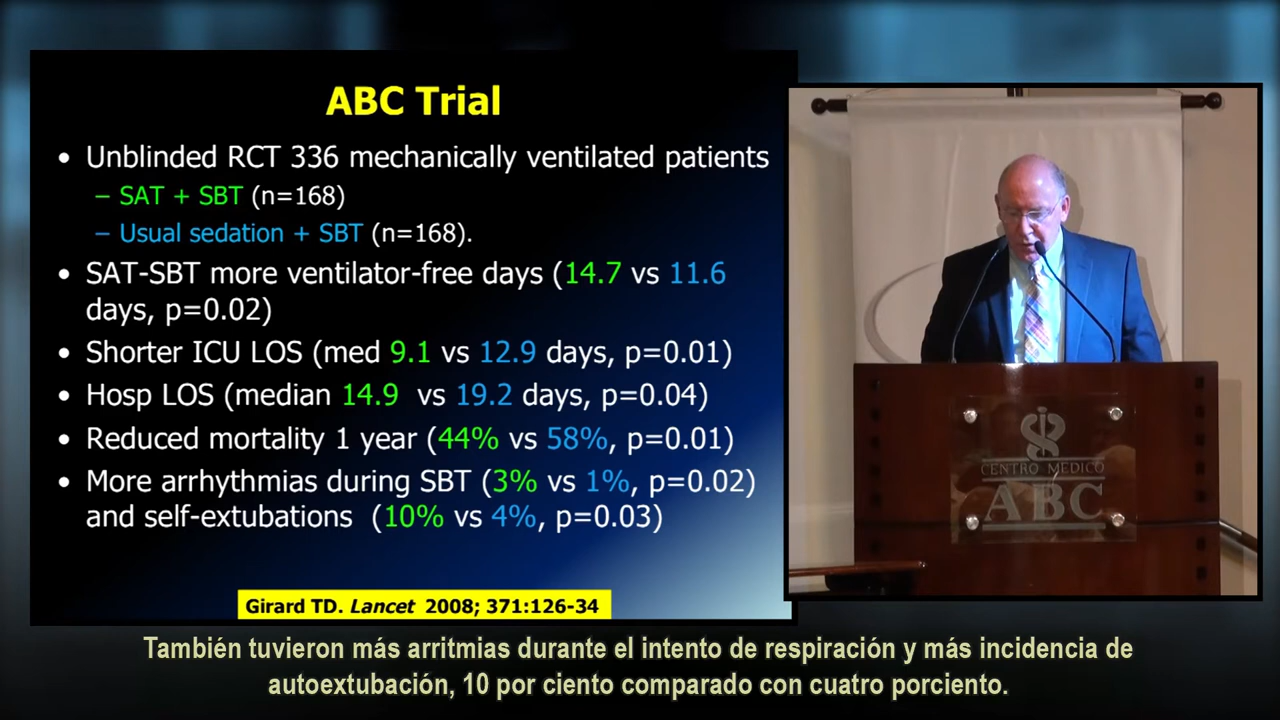 ABC Trial
• Unblinded RCT 336 mechanically ventilated patients
– SAT + SBT (n=168)
– Usual sedation + SBT (n=168).
• SAT-SBT more ventilator-free days (14.7 vs 11.6
days, p=0.02)
• Shorter ICU LOS (med 9.1 vs 12.9 days, p=0.01)
• Hosp LOS (median 14.9 vs 19.2 days, p=0.04)
• Reduced mortality 1 year (44% vs 58%, p=0.01)
• More arrhythmias during SBT (3% vs 1%, p=0.02)
and self-extubations (10% vs 4%, p=0.03)
Girard TD. Lancet 2008; 371:126-34
CENTRO MEDICO
ABC
También tuvieron más arritmias durante el intento de respiración y más incidencia de
autoextubación, 10 por ciento comparado con cuatro porciento.